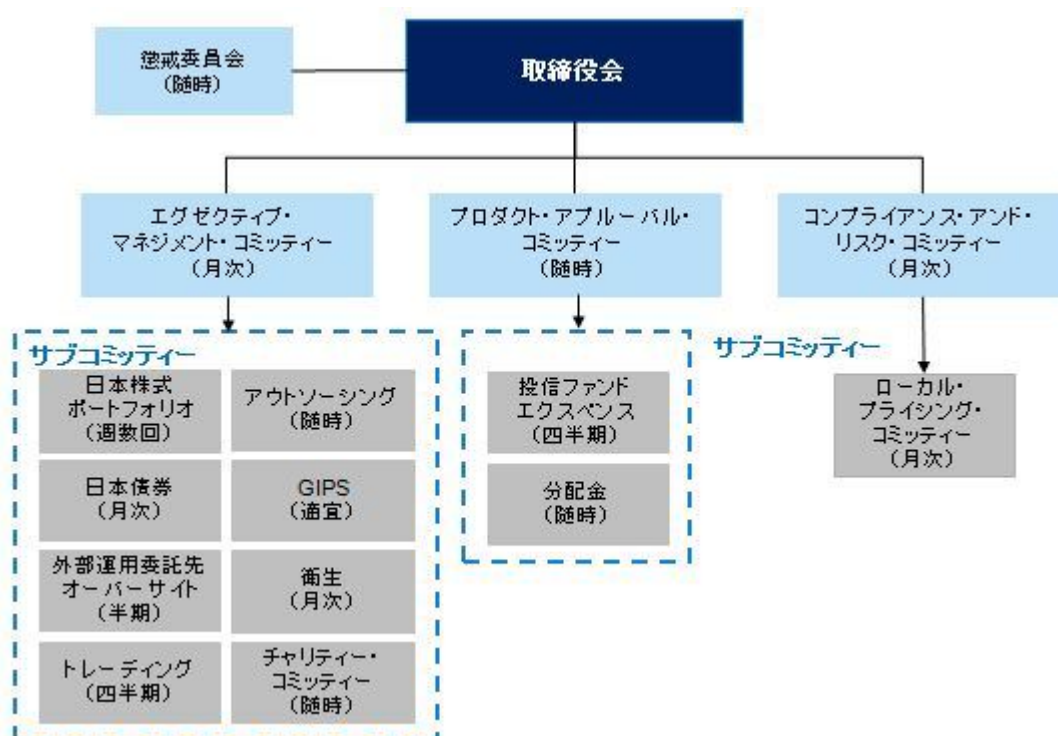 懲戒委員会
(随時)
取締役会
エグゼクティブ・
マネジメント・コミッティー
(月次)
プロダクト・アプルーバル・
コミッティー
(随時)
コンプライアンス・アンド・
リスク・コミッティー
(月次)
サブコミッティー
日本株式
ポートフォリオ
(週数回)
アウトソーシング
(随時)
日本債券
(月次)
GIPS
(適宜)
外部運用委託先
オーバーサイト
(半期)
衛生
(月次)
トレーディング
(四半期)
チャリティー・
コミッティー
(随時)
投信ファンド
エクスペンス
(四半期)
分配金
(随時)
サブコミッティー
ローカル・
プライシング・
コミッティー
(月次)